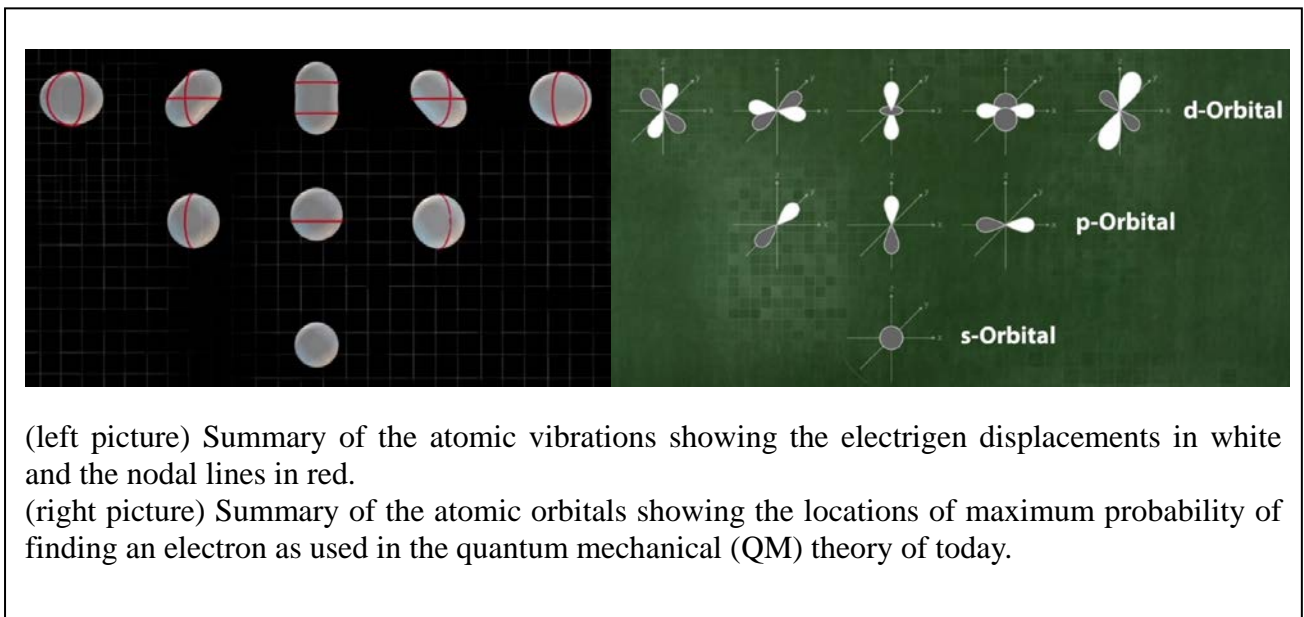 d-Orbital
p-Orbital
s-Orbital
(left picture) Summary of the atomic vibrations showing the electrigen displacements in white
and the nodal lines in red.
(right picture) Summary of the atomic orbitals showing the locations of maximum probability of
finding an electron as used in the quantum mechanical (QM) theory of today.